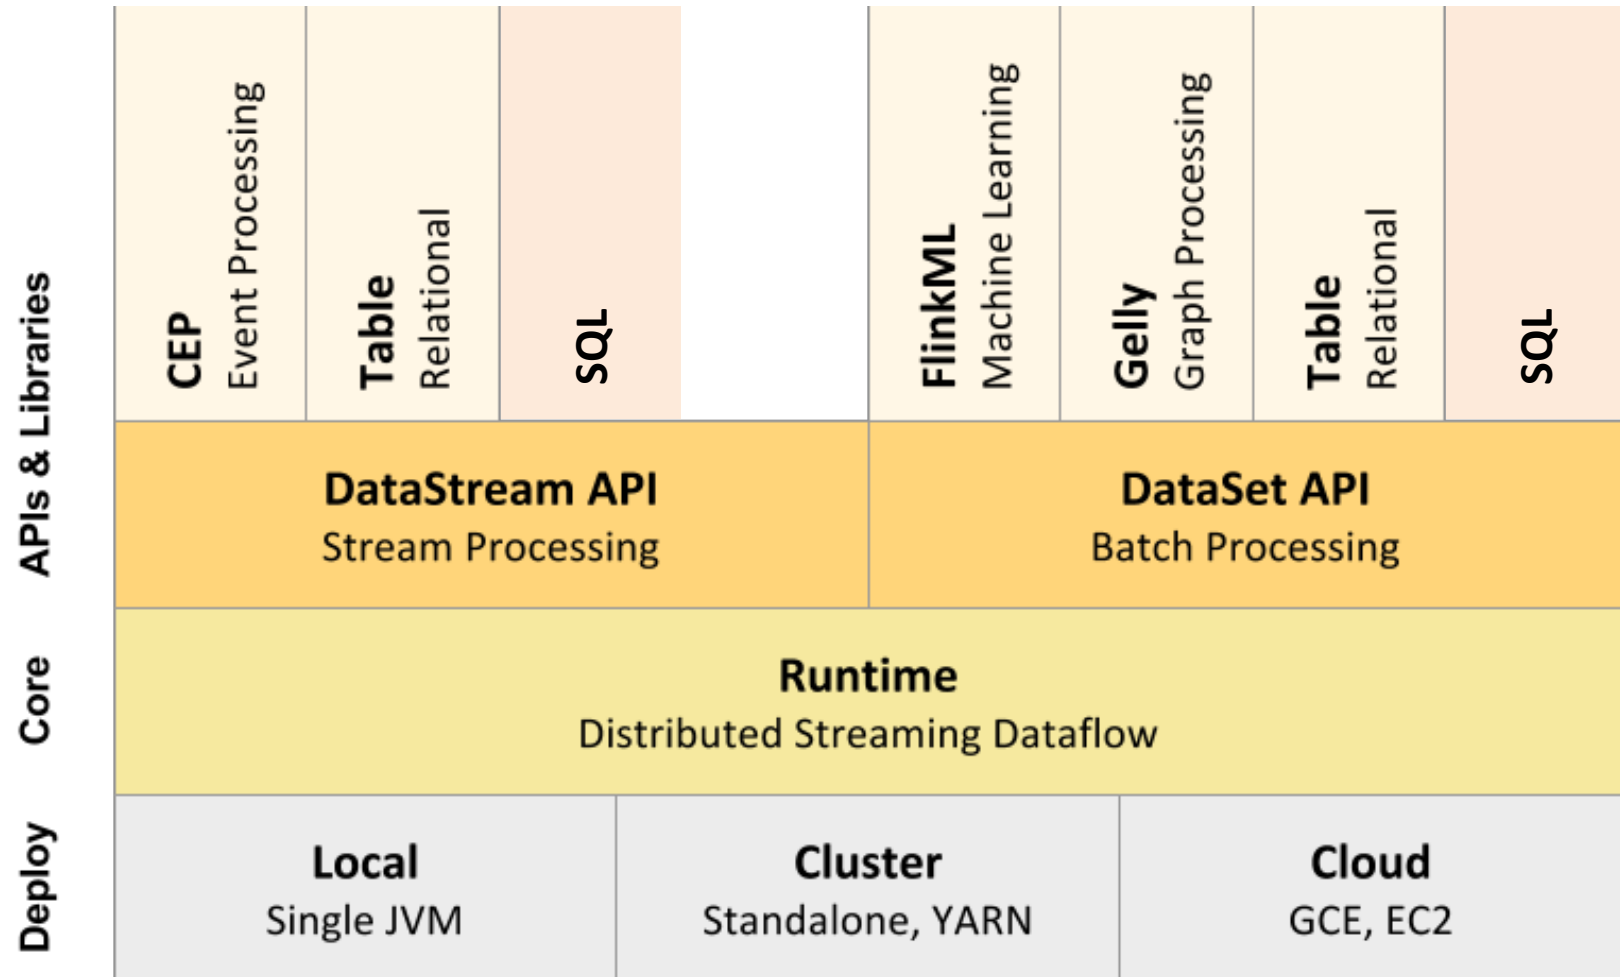 APIs & Libraries
CEP
Event Processing
Table
Relational
SQL
FlinkML
Machine Learning
Gelly
Graph Processing
Table
Relational
SQL
DataStream API
Stream Processing
DataSet API
Batch Processing
Core
Runtime
Distributed Streaming Dataflow
Deploy
Local
Single JVM
Cluster
Standalone, YARN
Cloud
GCE, EC2